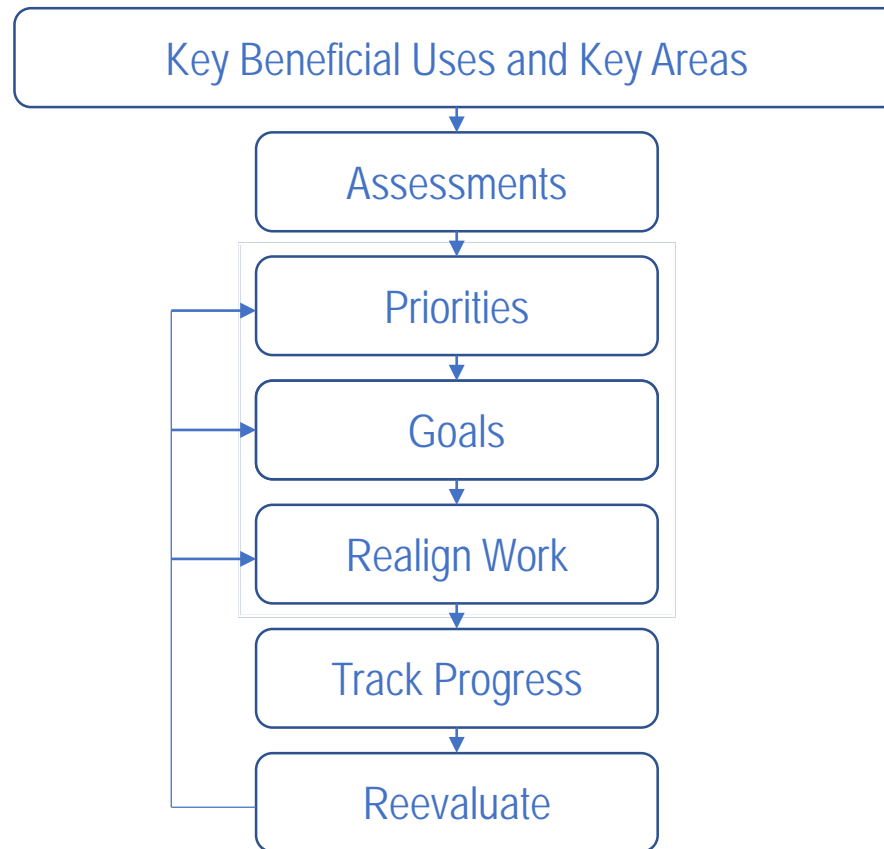 Key Beneficial Uses and Key Areas
Assessments
Priorities
Goals
Realign Work
Track Progress
Reevaluate